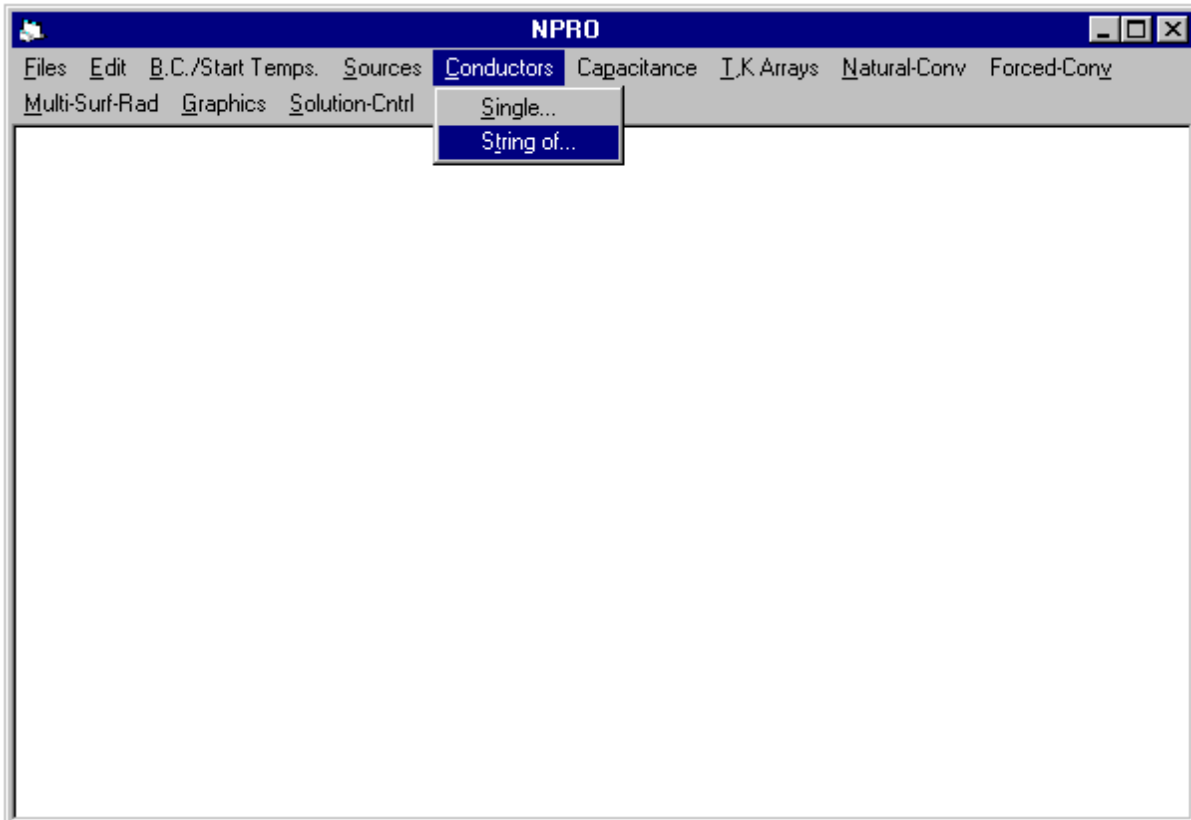 NPRO
Files Edit B.C./Start Temps. Sources Conductors Capacitance T,K Arrays Natural-Conv Forced-Conv
Multi-Surf-Rad Graphics Solution-Cntrl
Single...
String of...